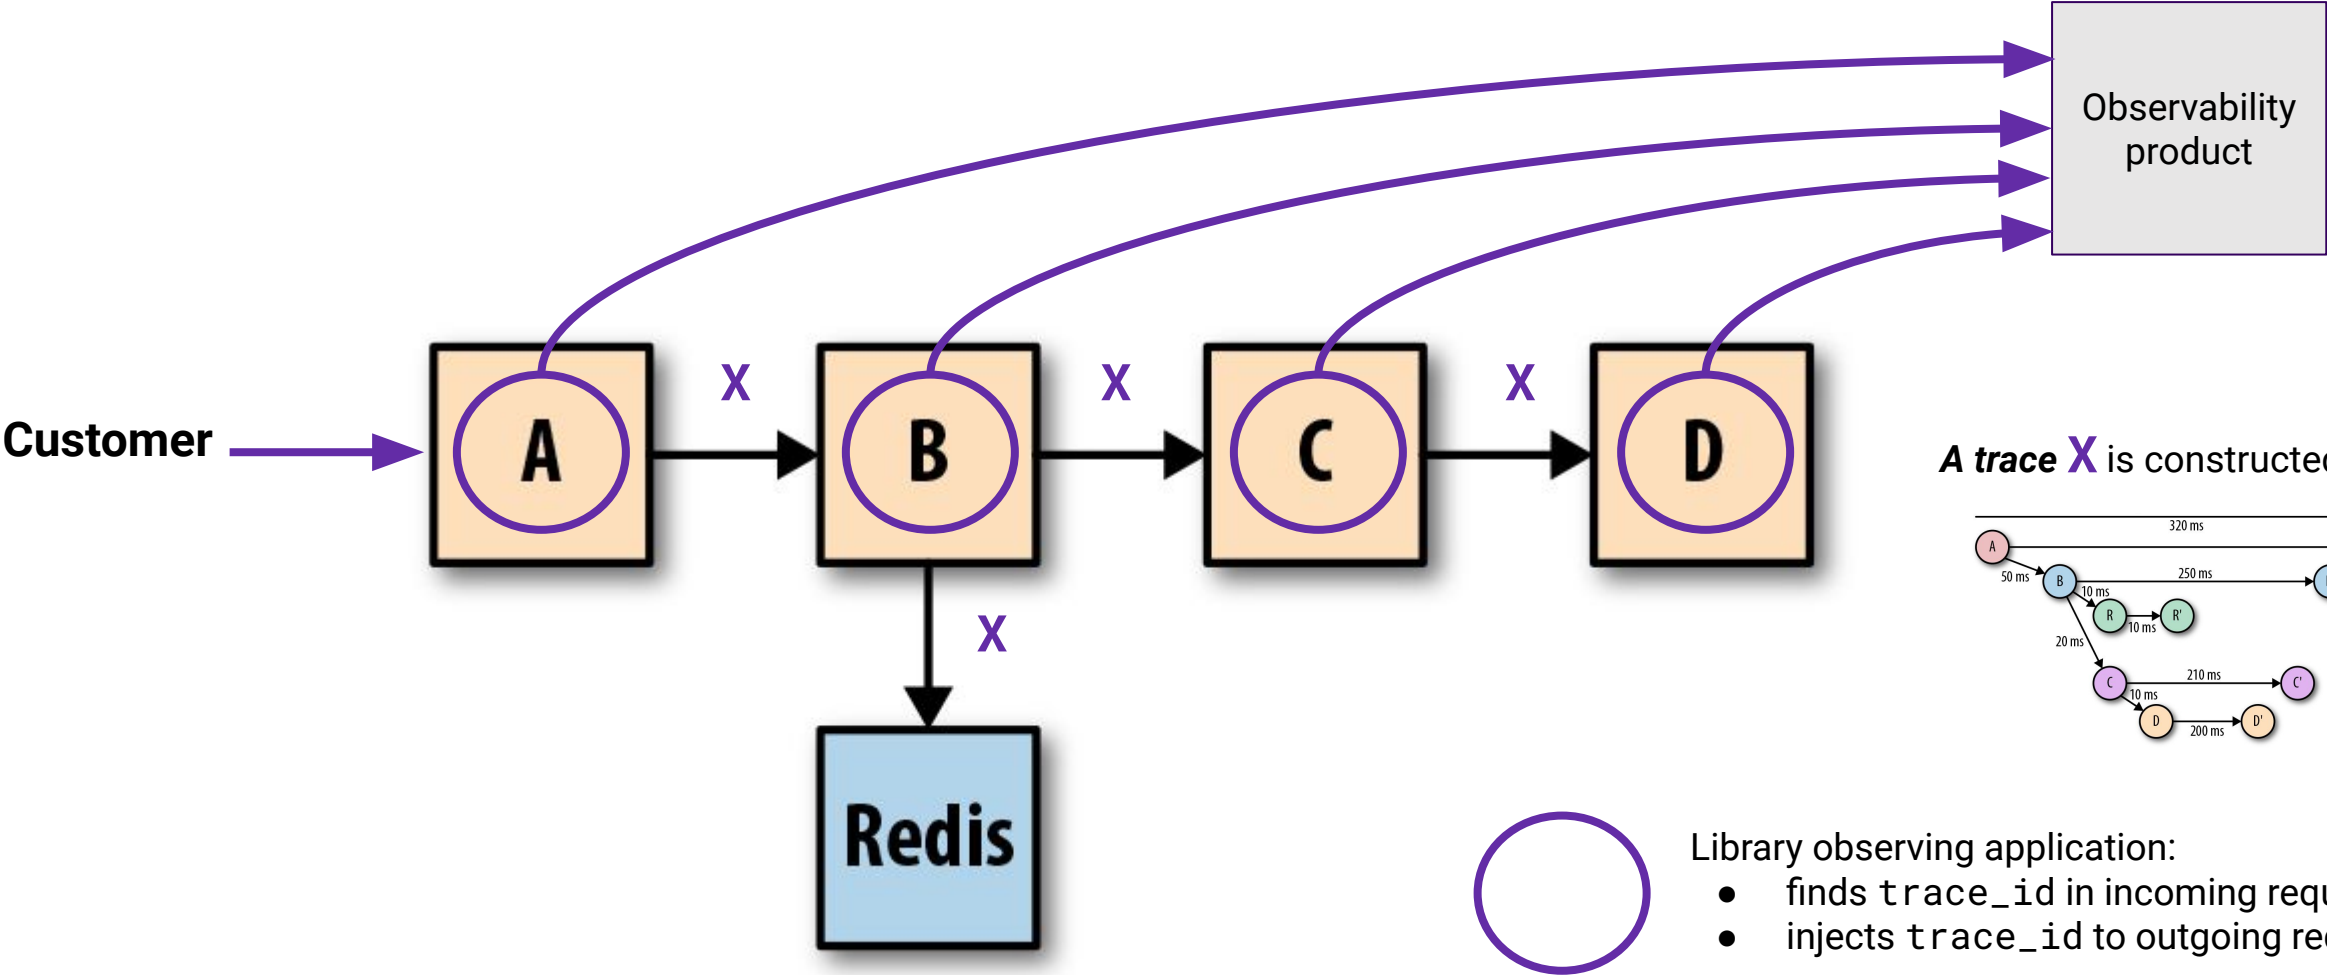 Observability
product
X
X
X
Customer
A
B
C
D
A trace X is constructed
320 ms
A
50 ms
B
250 ms
10 ms
R
10 ms
R'
20 ms
C
210 ms
C'
10 ms
D
200 ms
D'
X
Redis
Library observing application:
● finds trace_id in incoming requ
● injects trace_id to outgoing re